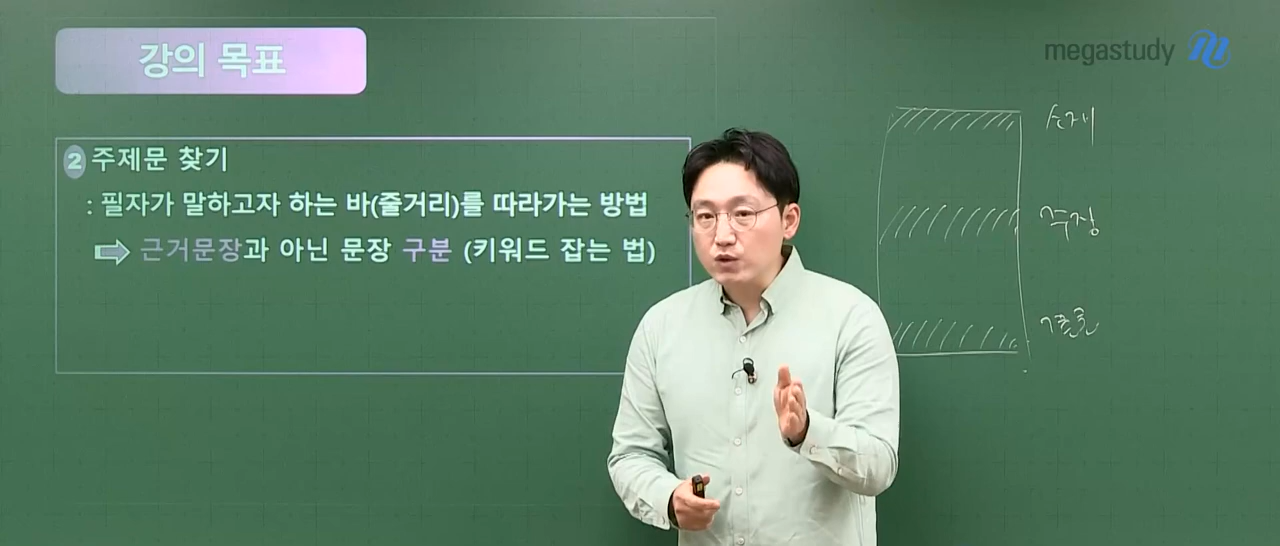 강의 목표
megastudy
2 주제문 찾기
: 필자가 말하고자 하는 바(줄거리)를 따라가는 방법
⇨ 근거문장과 아닌 문장 구분 (키워드 잡는 법)
소재
주장
결론